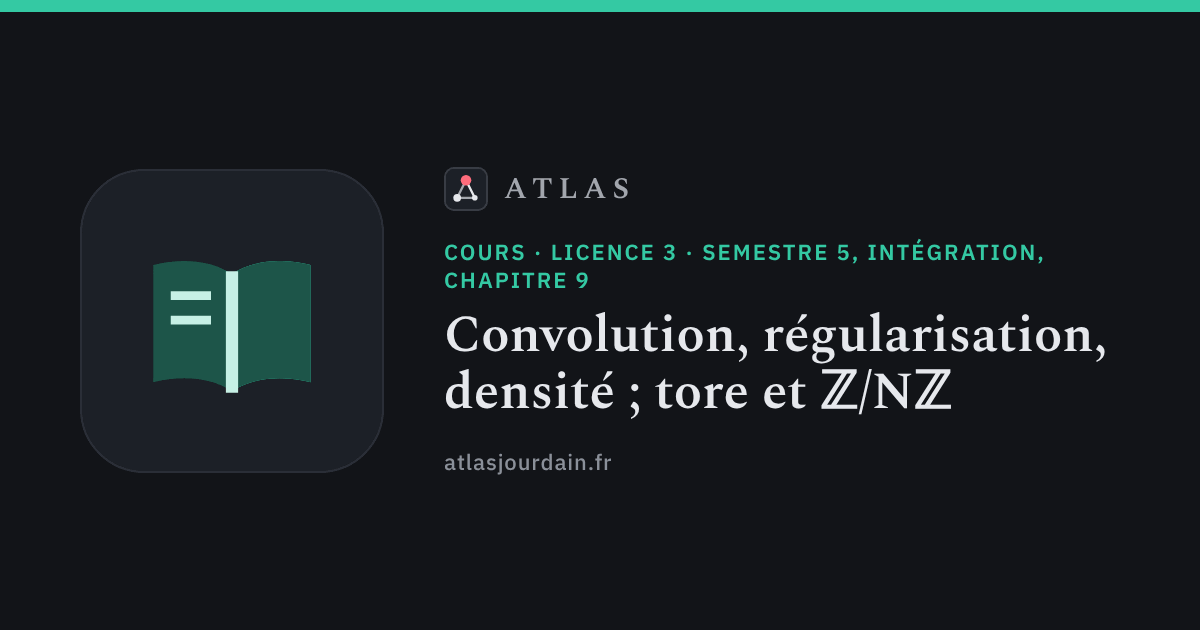 ATLAS
COURS · LICENCE 3 · SEMESTRE 5, INTÉGRATION,
CHAPITRE 9
Convolution, régularisation,
densité ; tore et ℤ/Nℤ
atlasjourdain.fr